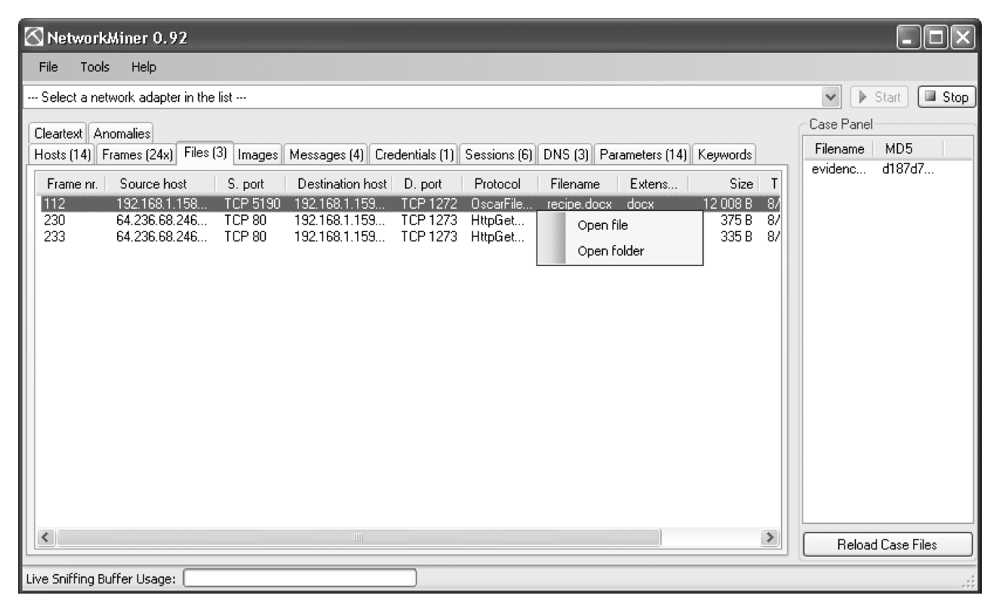 NetworkMiner 0.92
File Tools Help
--- Select a network adapter in the list --- Start Stop
Cleartext Anomalies
Hosts (14) Frames (24x) Files (3) Images Messages (4) Credentials (1) Sessions (6) DNS (3) Parameters (14) Keywords
Frame nr. Source host S. port Destination host D. port Protocol Filename Extens... Size T
112 192.168.1.158... TCP 5190 192.168.1.159... TCP 1272 OscarFile... recipe.docx docx 12 008 B 8/
230 64.236.68.246... TCP 80 192.168.1.159... TCP 1273 HttpGet... 375 B 8/
233 64.236.68.246... TCP 80 192.168.1.159... TCP 1273 HttpGet... 335 B 8/
Open file
Open folder
Case Panel
Filename MD5
evidenc... d187d7...
Reload Case Files
Live Sniffing Buffer Usage: